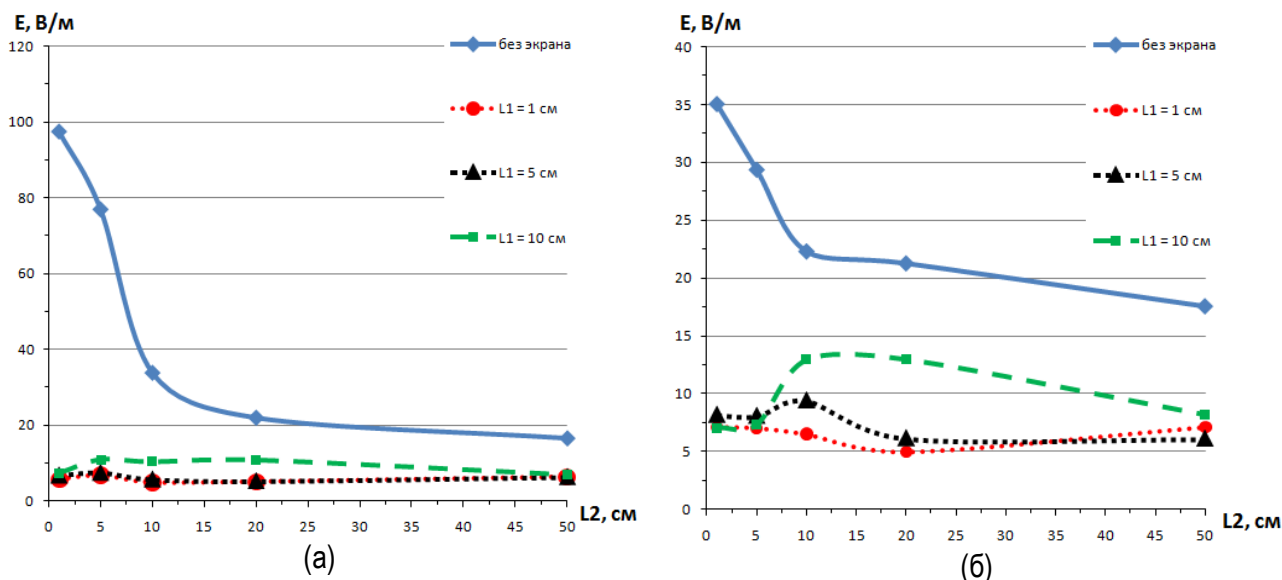 E, В/м
120
100
80
60
40
20
0
0 5 10 15 20 25 30 35 40 45 50
L2, см
без экрана
L1 = 1 см
L1 = 5 см
L1 = 10 см
(а)
E, В/м
40
35
30
25
20
15
10
5
0
0 5 10 15 20 25 30 35 40 45 50
L2, см
без экрана
L1 = 1 см
L1 = 5 см
L1 = 10 см
(б)